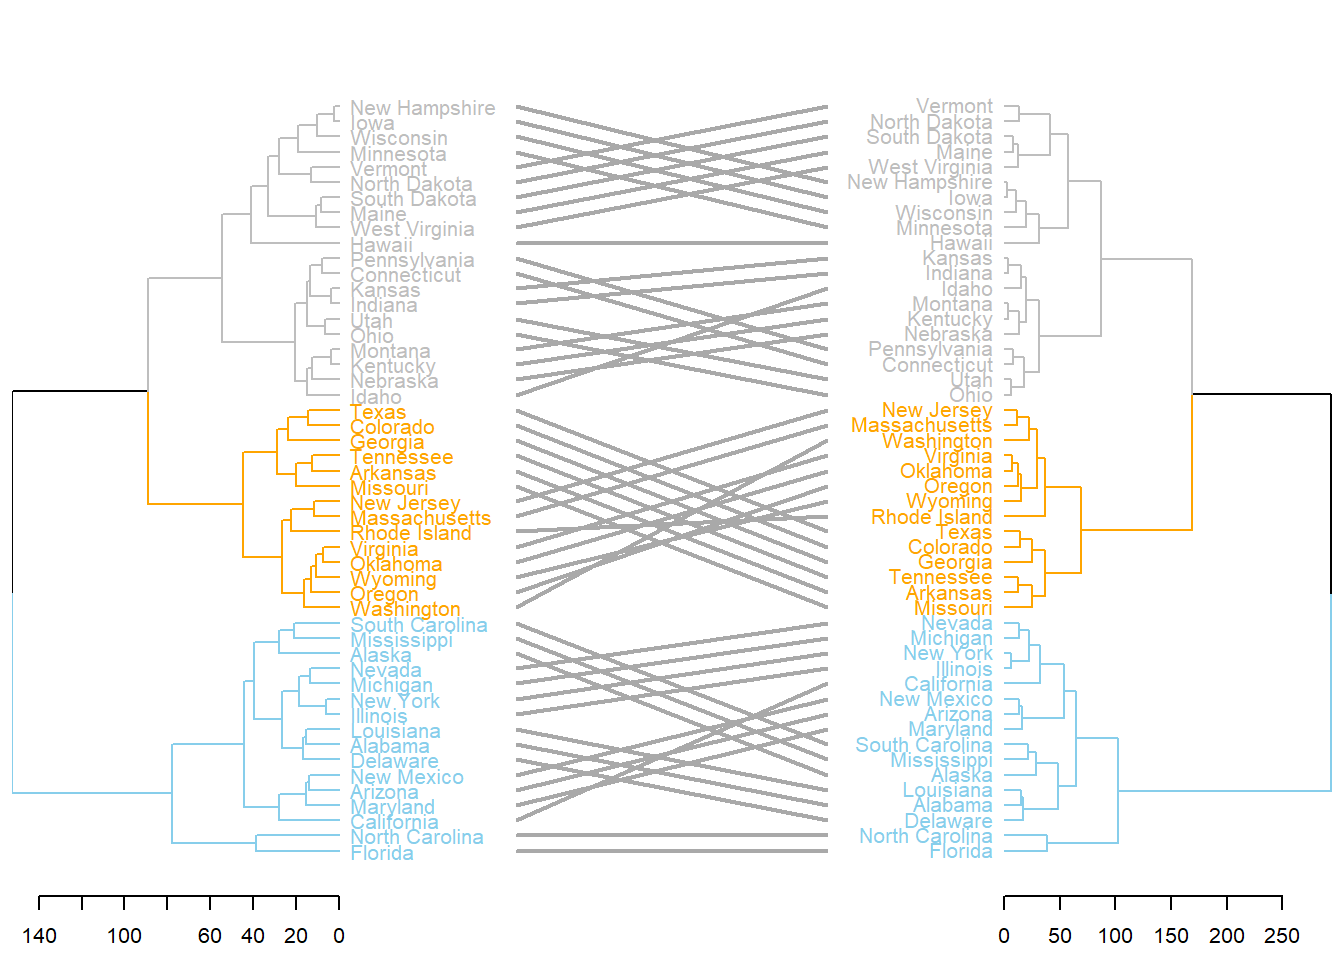 New Hampshire
Iowa
Wisconsin
Minnesota
Vermont
North Dakota
South Dakota
Maine
West Virginia
Hawaii
Pennsylvania
Connecticut
Kansas
Indiana
Utah
Ohio
Montana
Kentucky
Nebraska
Idaho
Texas
Colorado
Georgia
Tennessee
Arkansas
Missouri
New Jersey
Massachusetts
Rhode Island
Virginia
Oklahoma
Wyoming
Oregon
Washington
South Carolina
Mississippi
Alaska
Nevada
Michigan
New York
Illinois
Louisiana
Alabama
Delaware
New Mexico
Arizona
Maryland
California
North Carolina
Florida
140 100 60 40 20 0
Vermont
North Dakota
South Dakota
Maine
West Virginia
New Hampshire
Iowa
Wisconsin
Minnesota
Hawaii
Kansas
Indiana
Idaho
Montana
Kentucky
Nebraska
Pennsylvania
Connecticut
Utah
Ohio
New Jersey
Massachusetts
Washington
Virginia
Oklahoma
Oregon
Wyoming
Rhode Island
Texas
Colorado
Georgia
Tennessee
Arkansas
Missouri
Nevada
Michigan
New York
Illinois
California
New Mexico
Arizona
Maryland
South Carolina
Mississippi
Alaska
Louisiana
Alabama
Delaware
North Carolina
Florida
0 50 100 150 200 250